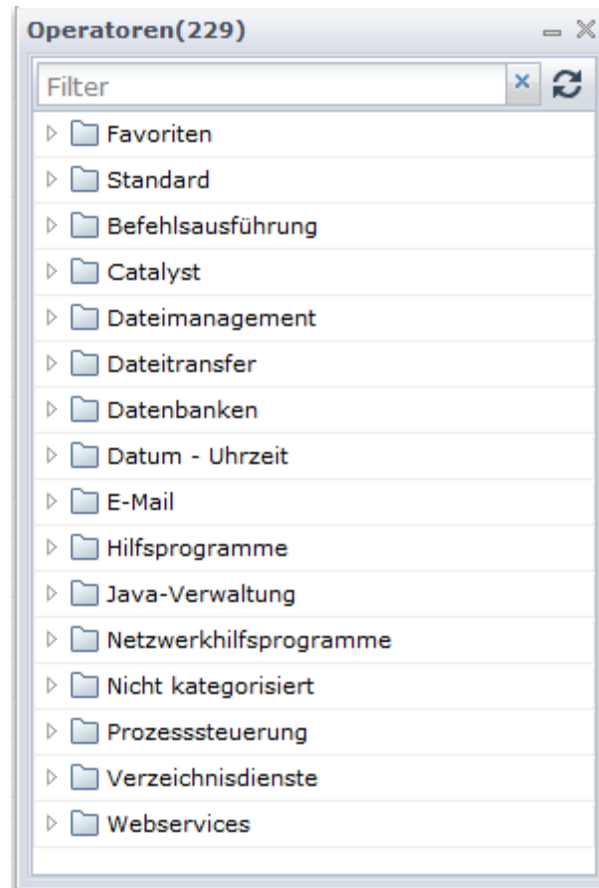 Operatoren(229)
Filter
Favoriten
Standard
Befehlsausführung
Catalyst
Dateimanagement
Dateitransfer
Datenbanken
Datum - Uhrzeit
E-Mail
Hilfsprogramme
Java-Verwaltung
Netzwerkhilfsprogramme
Nicht kategorisiert
Prozesssteuerung
Verzeichnisdienste
Webservices